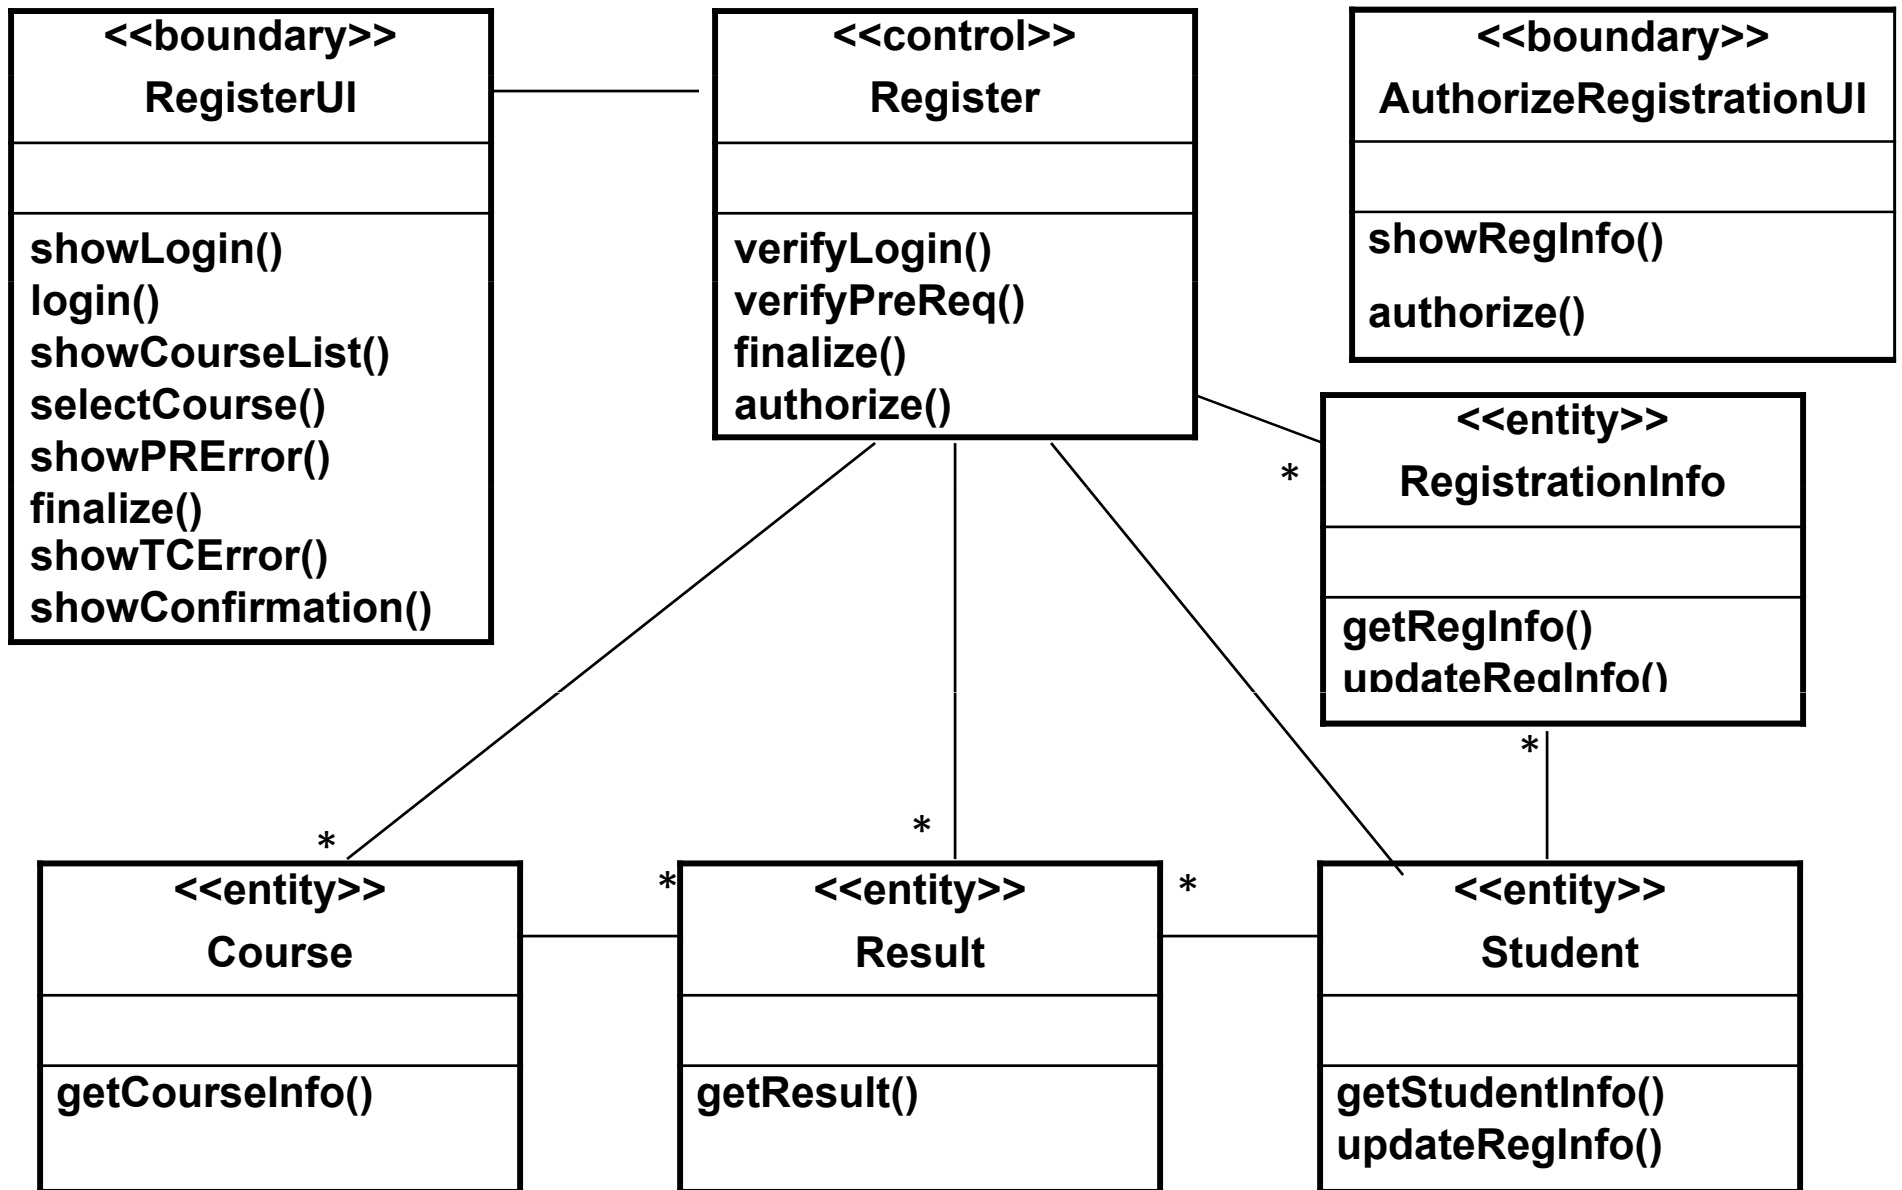 <<boundary>>
RegisterUI
showLogin()
login()
showCourseList()
selectCourse()
showPRError()
finalize()
showTCError()
showConfirmation()
<<control>>
Register
verifyLogin()
verifyPreReq()
finalize()
authorize()
<<boundary>>
AuthorizeRegistrationUI
showRegInfo()
authorize()
<<entity>>
RegistrationInfo
getRegInfo()
updateRegInfo()
*
*
*
*
*
*
<<entity>>
Course
getCourseInfo()
<<entity>>
Result
getResult()
<<entity>>
Student
getStudentInfo()
updateRegInfo()